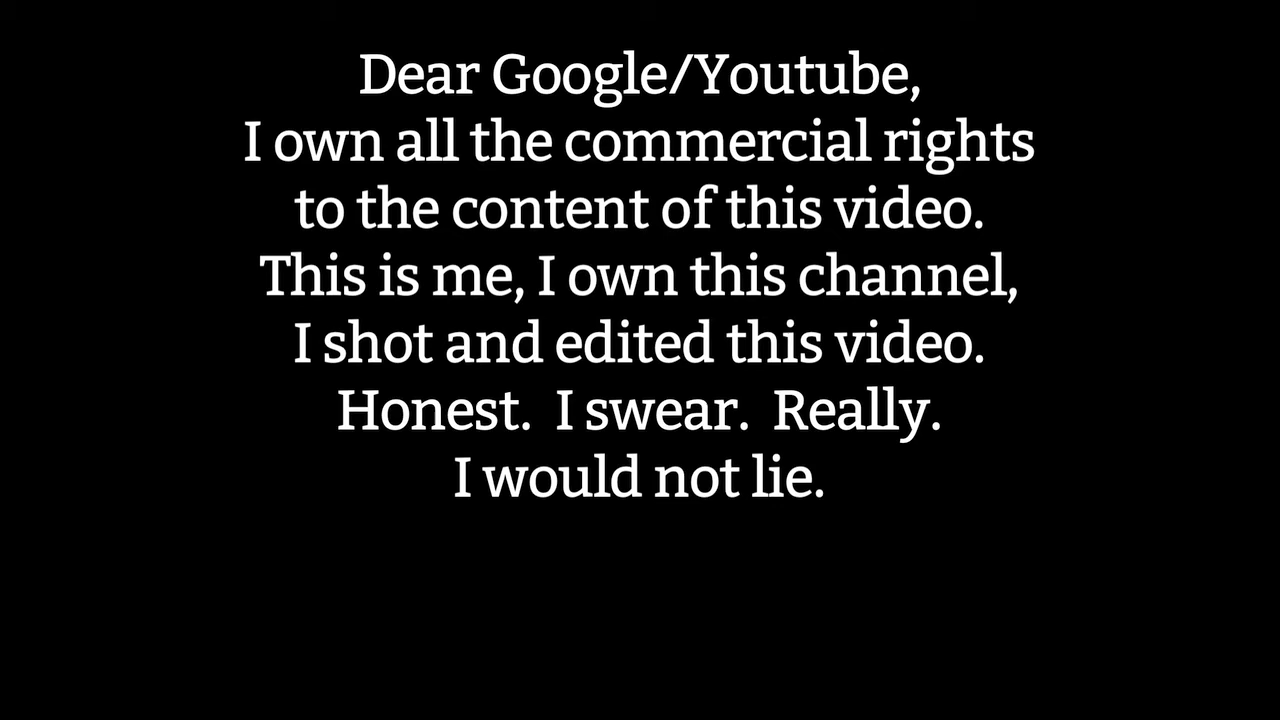 Dear Google/Youtube,
I own all the commercial rights
to the content of this video.
This is me, I own this channel,
I shot and edited this video.
Honest.  I swear.  Really.
I would not lie.